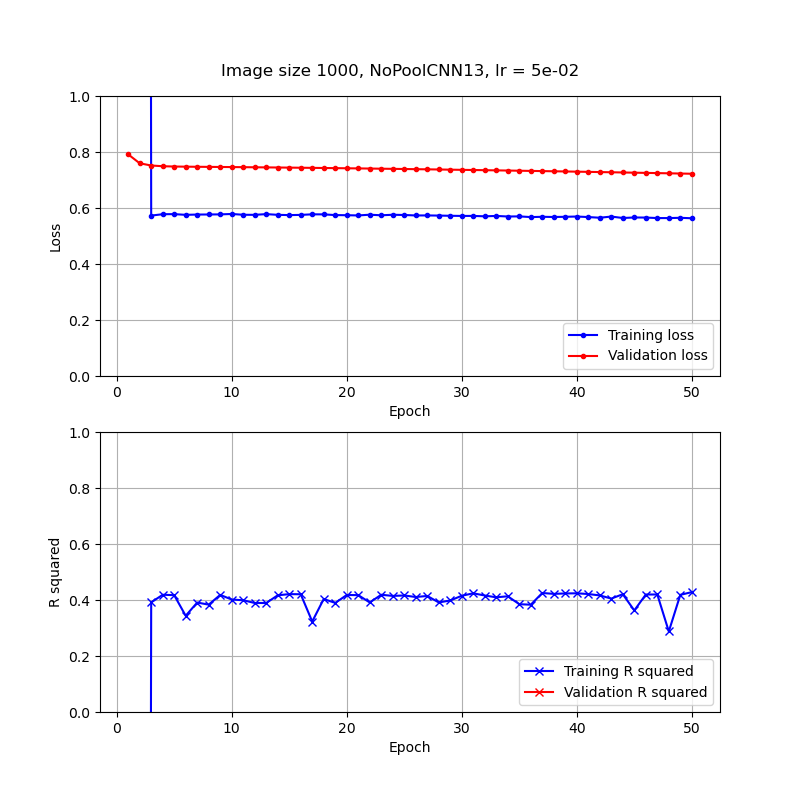 Image size 1000, NoPoolCNN13, lr = 5e-02
1.0
0.8
0.6
0.4
0.2
0.0
Loss
Training loss
Validation loss
0 10 20 30 40 50
Epoch
1.0
0.8
0.6
0.4
0.2
0.0
R squared
Training R squared
Validation R squared
0 10 20 30 40 50
Epoch